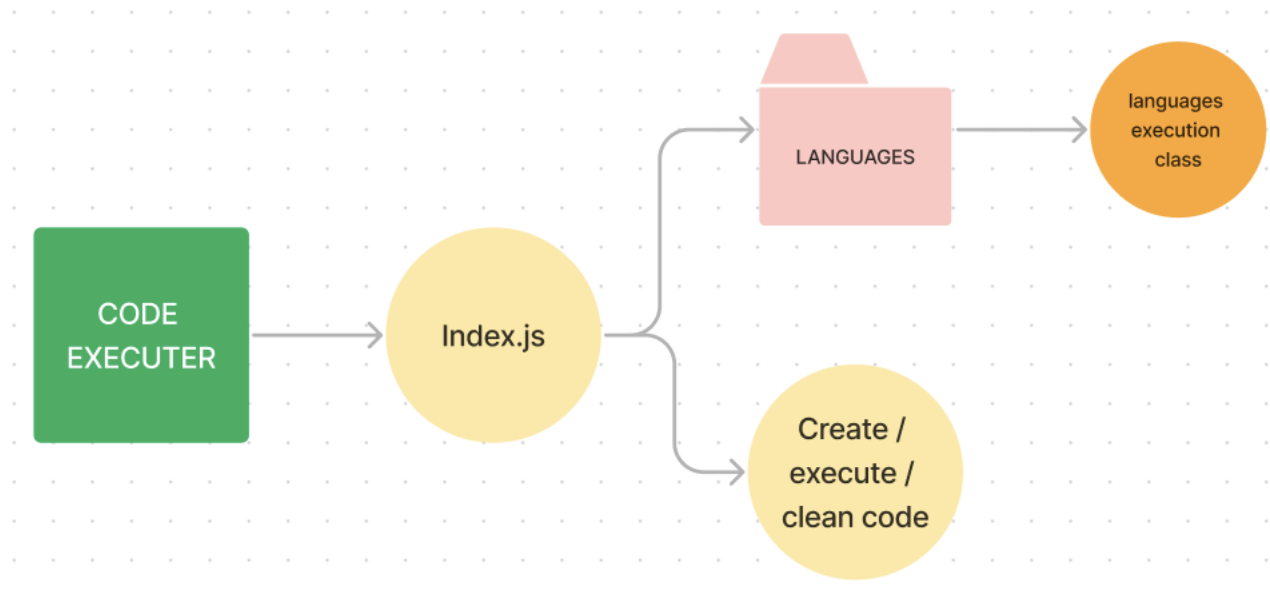 CODE
EXECUTER
Index.js
LANGUAGES
languages
execution
class
Create /
execute /
clean code